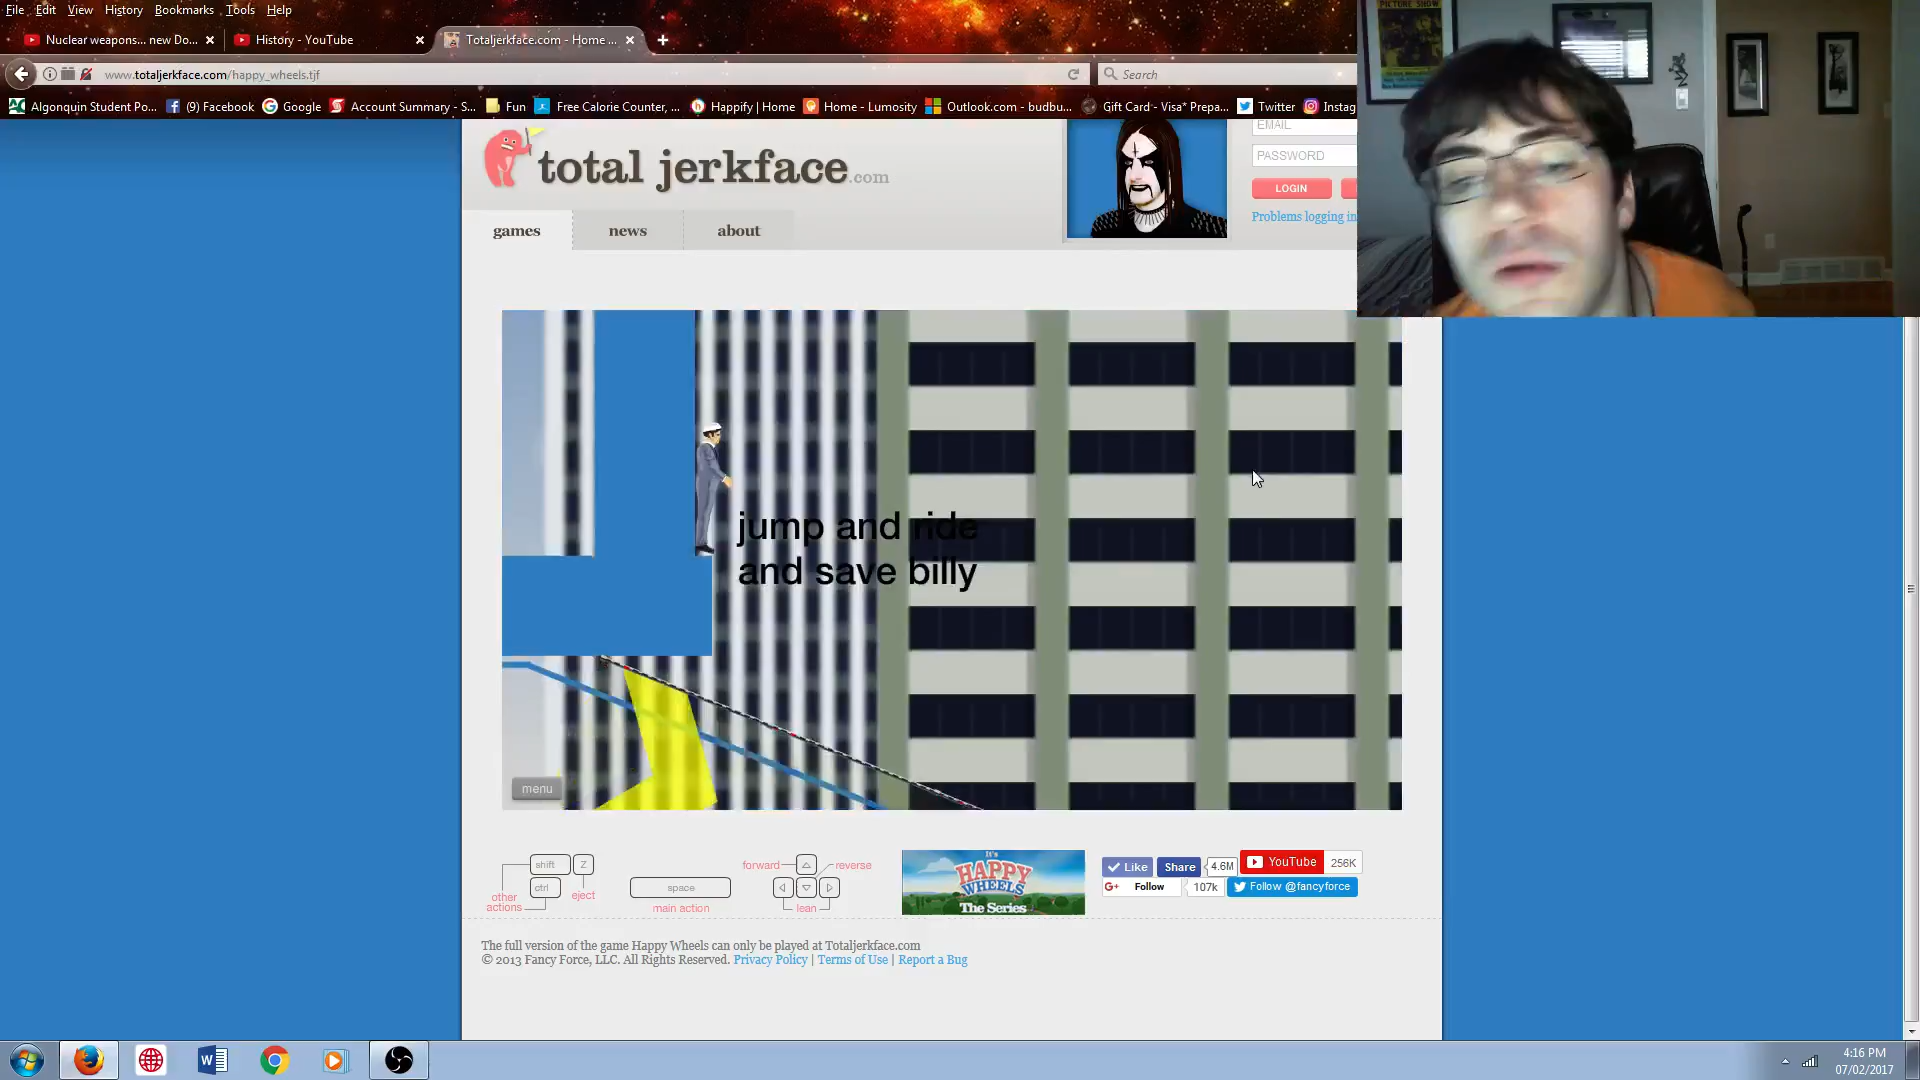 File Edit View History Bookmarks Tools Help
Nuclear weapons... new Do...
History - YouTube
Totaljerkface.com - Home ...
www.totaljerkface.com/happy_wheels.tjf
Search
Algonquin Student Po...
(9) Facebook
Google
Account Summary - S...
Fun
Free Calorie Counter, ...
Happify | Home
Home - Lumosity
Outlook.com - budbu...
Gift Card - Visa* Prepa...
Twitter
Instag
PICTURE SHOW
total jerkface.com
EMAIL
PASSWORD
LOGIN
Problems logging in
games
news
about
jump and ride
and save billy
menu
shift
Z
ctrl
other
actions
eject
space
main action
forward
reverse
lean
IT'S
HAPPY
WHEELS
The Series
Like
Share
4.6M
YouTube
256K
G+ Follow
107k
Follow @fancyforce
The full version of the game Happy Wheels can only be played at Totaljerkface.com
© 2013 Fancy Force, LLC. All Rights Reserved. Privacy Policy | Terms of Use | Report a Bug
4:16 PM
07/02/2017